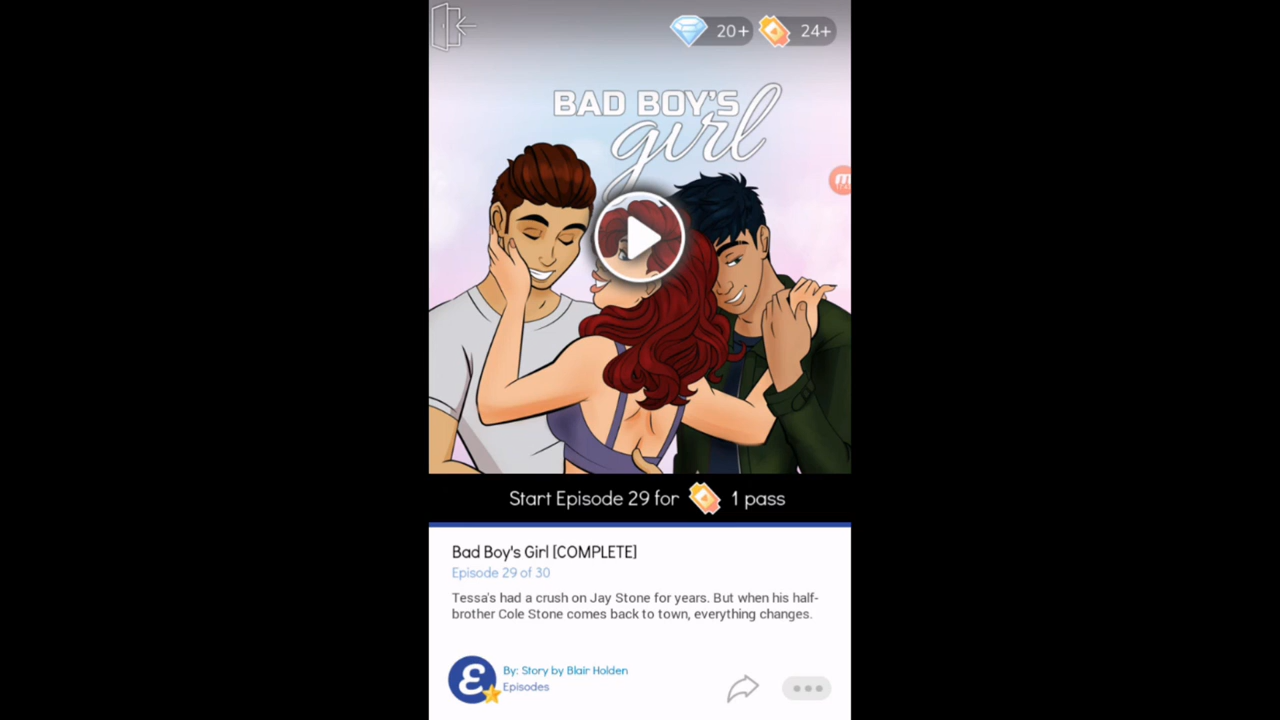 20+ 24+
BAD BOY'S
girl
Start Episode 29 for 1 pass
Bad Boy's Girl [COMPLETE]
Episode 29 of 30
Tessa's had a crush on Jay Stone for years. But when his half-
brother Cole Stone comes back to town, everything changes.
By: Story by Blair Holden
Episodes